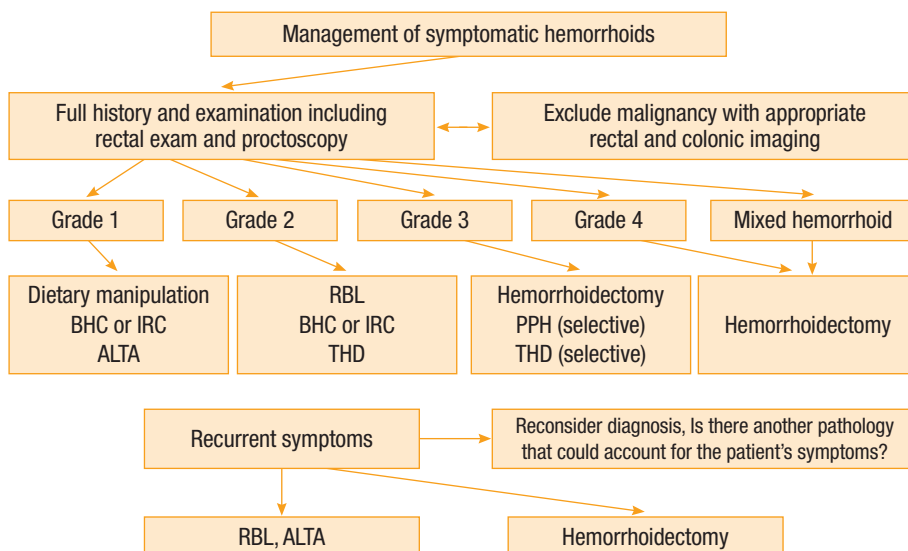 Management of symptomatic hemorrhoids
Full history and examination including
rectal exam and proctoscopy
Exclude malignancy with appropriate
rectal and colonic imaging
Grade 1
Grade 2
Grade 3
Grade 4
Mixed hemorrhoid
Dietary manipulation
BHC or IRC
ALTA
RBL
BHC or IRC
THD
Hemorrhoidectomy
PPH (selective)
THD (selective)
Hemorrhoidectomy
Recurrent symptoms
Reconsider diagnosis, Is there another pathology
that could account for the patient’s symptoms?
RBL, ALTA
Hemorrhoidectomy